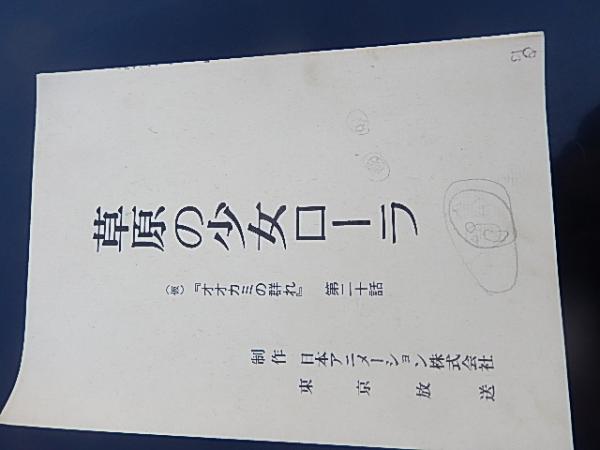 草原の少女ローラ
(仮)『オオカミの群れ』 第二十話
制作 日本アニメーション株式会社
東京放送